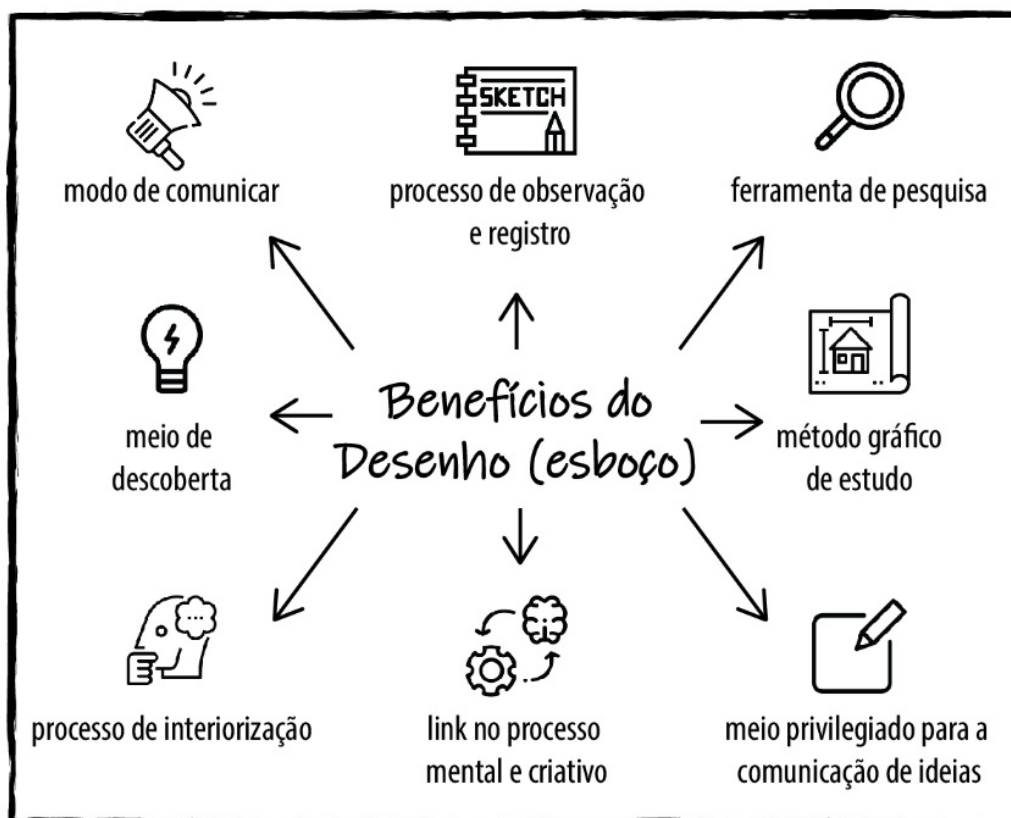 SKETCH
modo de comunicar
processo de observação
e registro
ferramenta de pesquisa
meio de
descoberta
Benefícios do
Desenho (esboço)
método gráfico
de estudo
processo de interiorização
link no processo
mental e criativo
meio privilegiado para a
comunicação de ideias